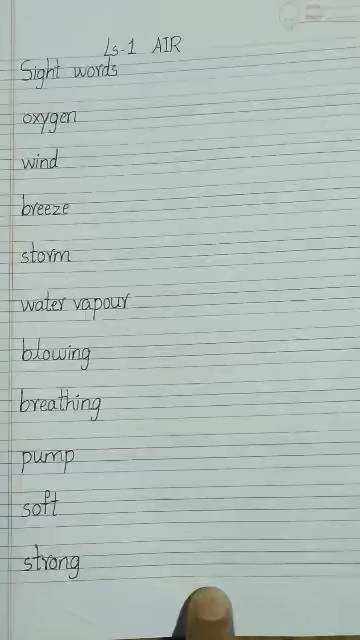 Ls-1 AIR
Sight words
oxygen
wind
breeze
storm
water vapour
blowing
breathing
pump
soft
strong